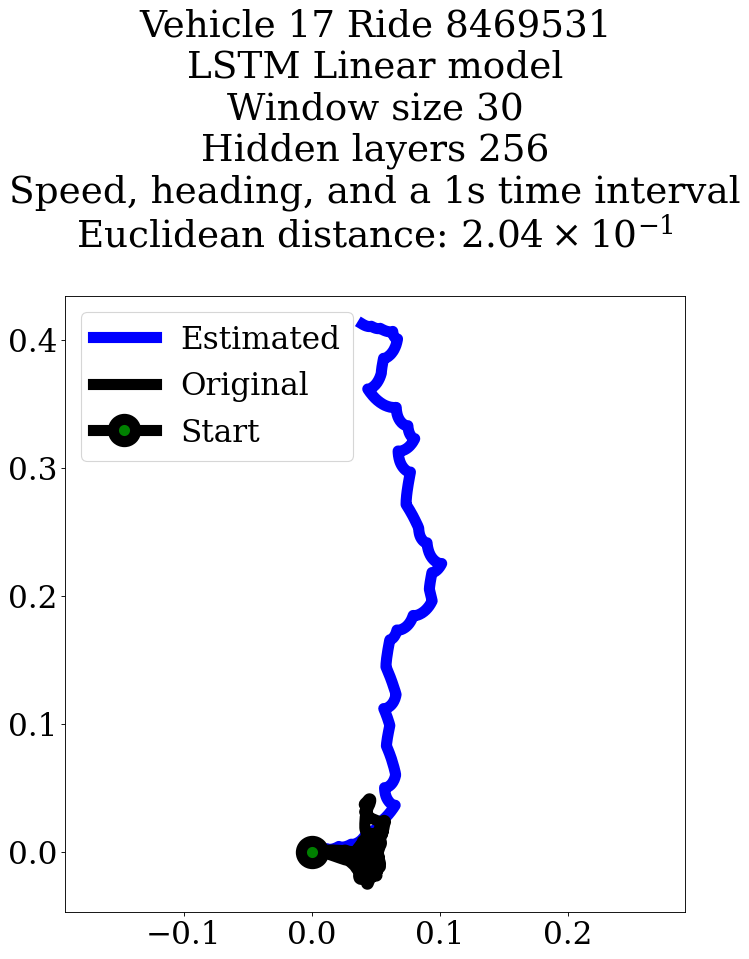 Vehicle 17 Ride 8469531
LSTM Linear model
Window size 30
Hidden layers 256
Speed, heading, and a 1s time interval
Euclidean distance: 2.04 × 10⁻¹
Estimated
Original
Start
0.4
0.3
0.2
0.1
0.0
−0.1 0.0 0.1 0.2